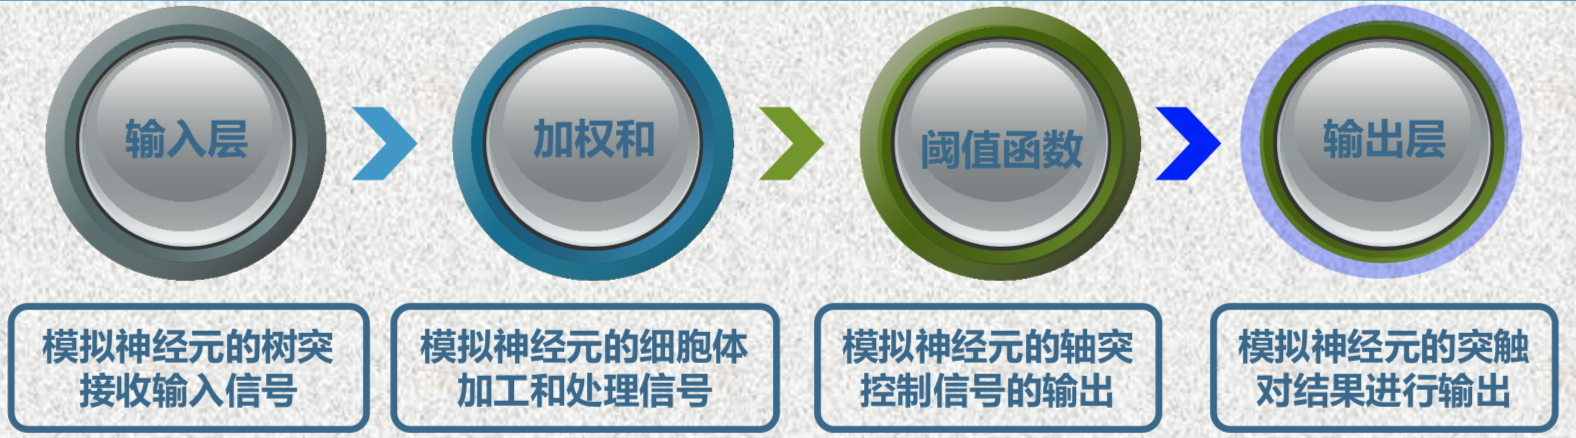 输入层
加权和
阈值函数
输出层
模拟神经元的树突
接收输入信号
模拟神经元的细胞体
加工和处理信号
模拟神经元的轴突
控制信号的输出
模拟神经元的突触
对结果进行输出